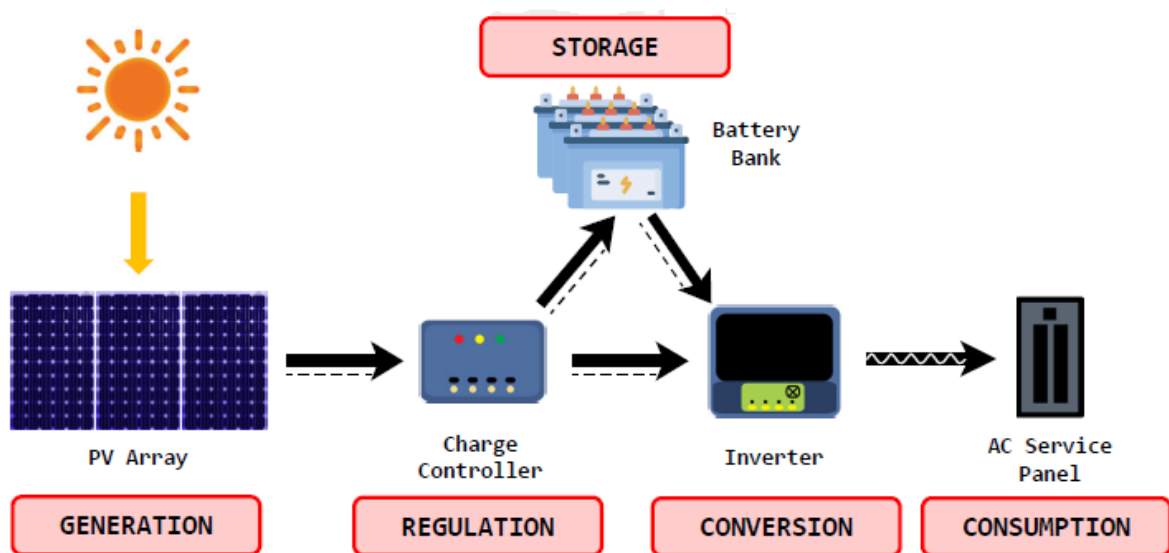 STORAGE
Battery
Bank
PV Array
Charge
Controller
Inverter
AC Service
Panel
GENERATION
REGULATION
CONVERSION
CONSUMPTION